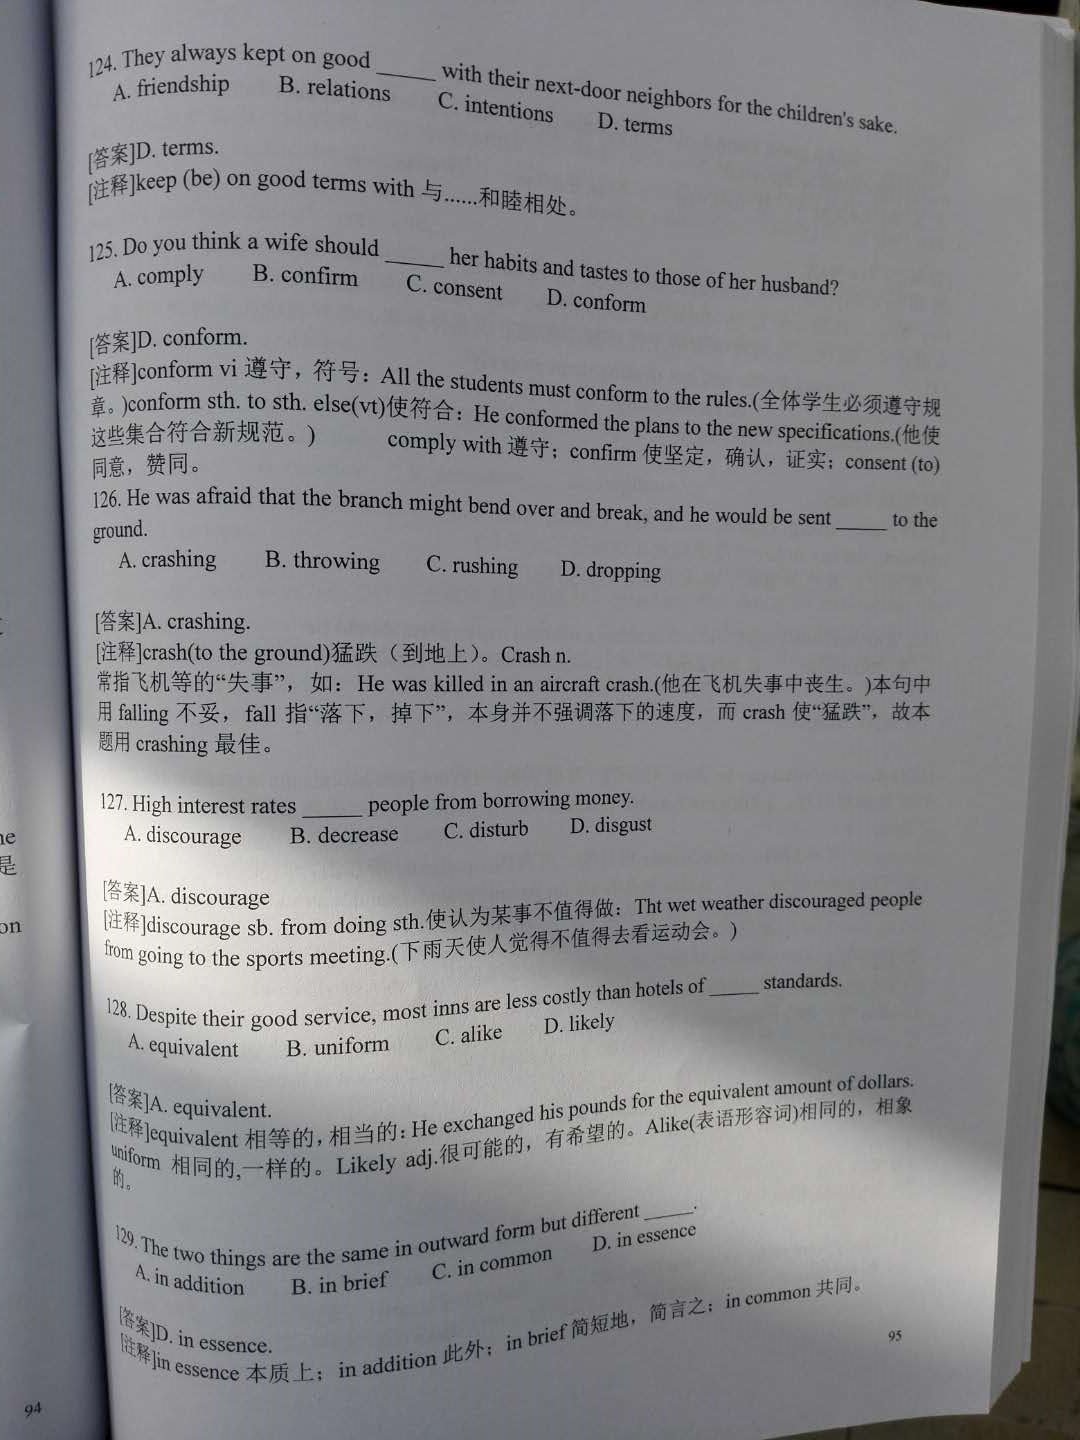 124. They always kept on good _____ with their next-door neighbors for the children's sake.
A. friendship B. relations C. intentions D. terms
[答案]D. terms.
[注释]keep (be) on good terms with 与......和睦相处。
125. Do you think a wife should _____ her habits and tastes to those of her husband?
A. comply B. confirm C. consent D. conform
[答案]D. conform.
[注释]conform vi 遵守，符号：All the students must conform to the rules.(全体学生必须遵守规
章。)conform sth. to sth. else(vt)使符合：He conformed the plans to the new specifications.(他使
这些集合符合新规范。) comply with 遵守；confirm 使坚定，确认，证实；consent (to)
同意，赞同。
126. He was afraid that the branch might bend over and break, and he would be sent _____ to the
ground.
A. crashing B. throwing C. rushing D. dropping
[答案]A. crashing.
[注释]crash(to the ground)猛跌（到地上）。Crash n.
常指飞机等的“失事”，如：He was killed in an aircraft crash.(他在飞机失事中丧生。)本句中
用 falling 不妥，fall 指“落下，掉下”，本身并不强调落下的速度，而 crash 使“猛跌”，故本
题用 crashing 最佳。
127. High interest rates _____ people from borrowing money.
A. discourage B. decrease C. disturb D. disgust
[答案]A. discourage
[注释]discourage sb. from doing sth.使认为某事不值得做：Tht wet weather discouraged people
from going to the sports meeting.(下雨天使人觉得不值得去看运动会。)
128. Despite their good service, most inns are less costly than hotels of _____ standards.
A. equivalent B. uniform C. alike D. likely
[答案]A. equivalent.
[注释]equivalent 相等的，相当的：He exchanged his pounds for the equivalent amount of dollars.
uniform 相同的,一样的。Likely adj.很可能的，有希望的。Alike(表语形容词)相同的，相象
的。
129. The two things are the same in outward form but different _____.
A. in addition B. in brief C. in common D. in essence
[答案]D. in essence.
[注释]in essence 本质上；in addition 此外；in brief 简短地，简言之；in common 共同。
95
是
on
94